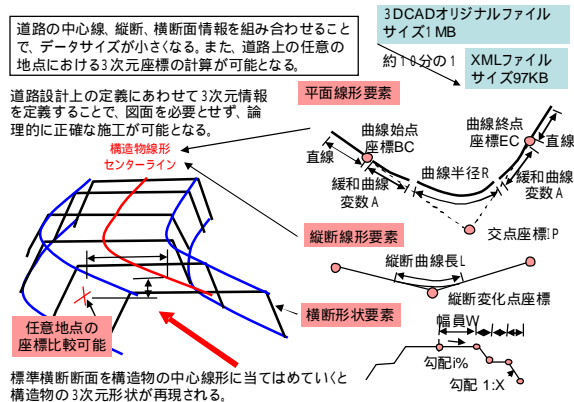 道路の中心線、縦断、横断面情報を組み合わせること
で、データサイズが小さくなる。また、道路上の任意の
地点における3次元座標の計算が可能となる。
3DCADオリジナルファイル
サイズ1MB
約10分の1
XMLファイル
サイズ97KB
道路設計上の定義にあわせて3次元情報
を定義することで、図面を必要とせず、論
理的に正確な施工が可能となる。
平面線形要素
構造物線形
センターライン
曲線始点
座標BC
曲線終点
座標EC
直線
直線
曲線半径R
緩和曲線
変数A
緩和曲線
変数A
交点座標IP
縦断線形要素
縦断曲線長L
縦断変化点座標
横断形状要素
幅員W
勾配i%
勾配 1:X
X
任意地点の
座標比較可能
標準横断断面を構造物の中心線形に当てはめていくと
構造物の3次元形状が再現される。